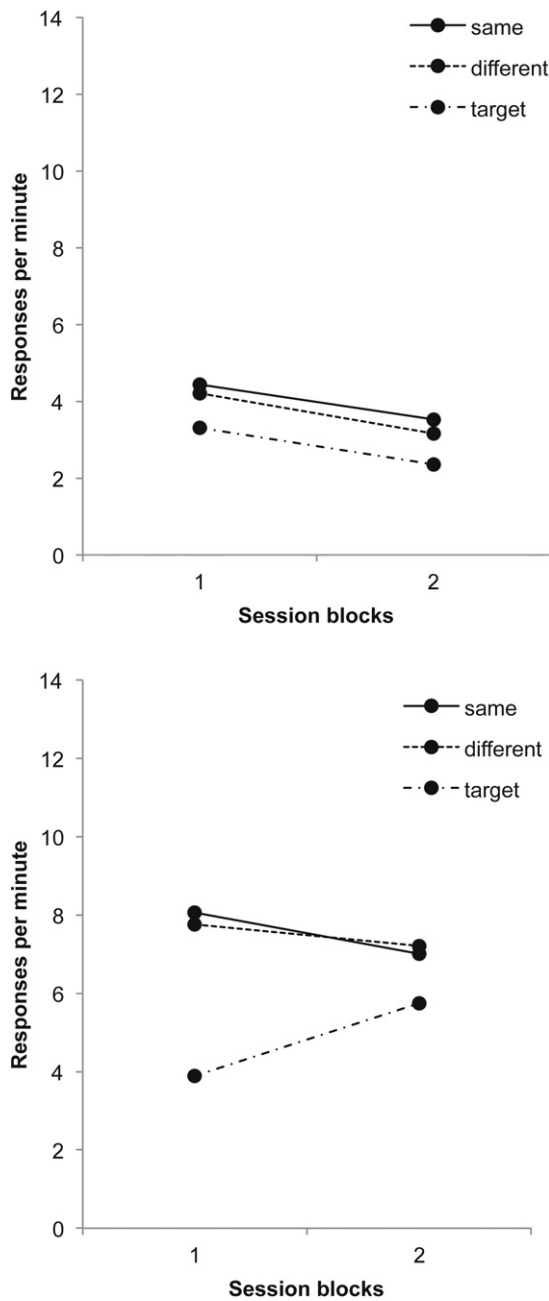 14
12
10
8
6
4
2
0
Responses per minute
same
different
target
1 2
Session blocks
14
12
10
8
6
4
2
0
Responses per minute
same
different
target
1 2
Session blocks